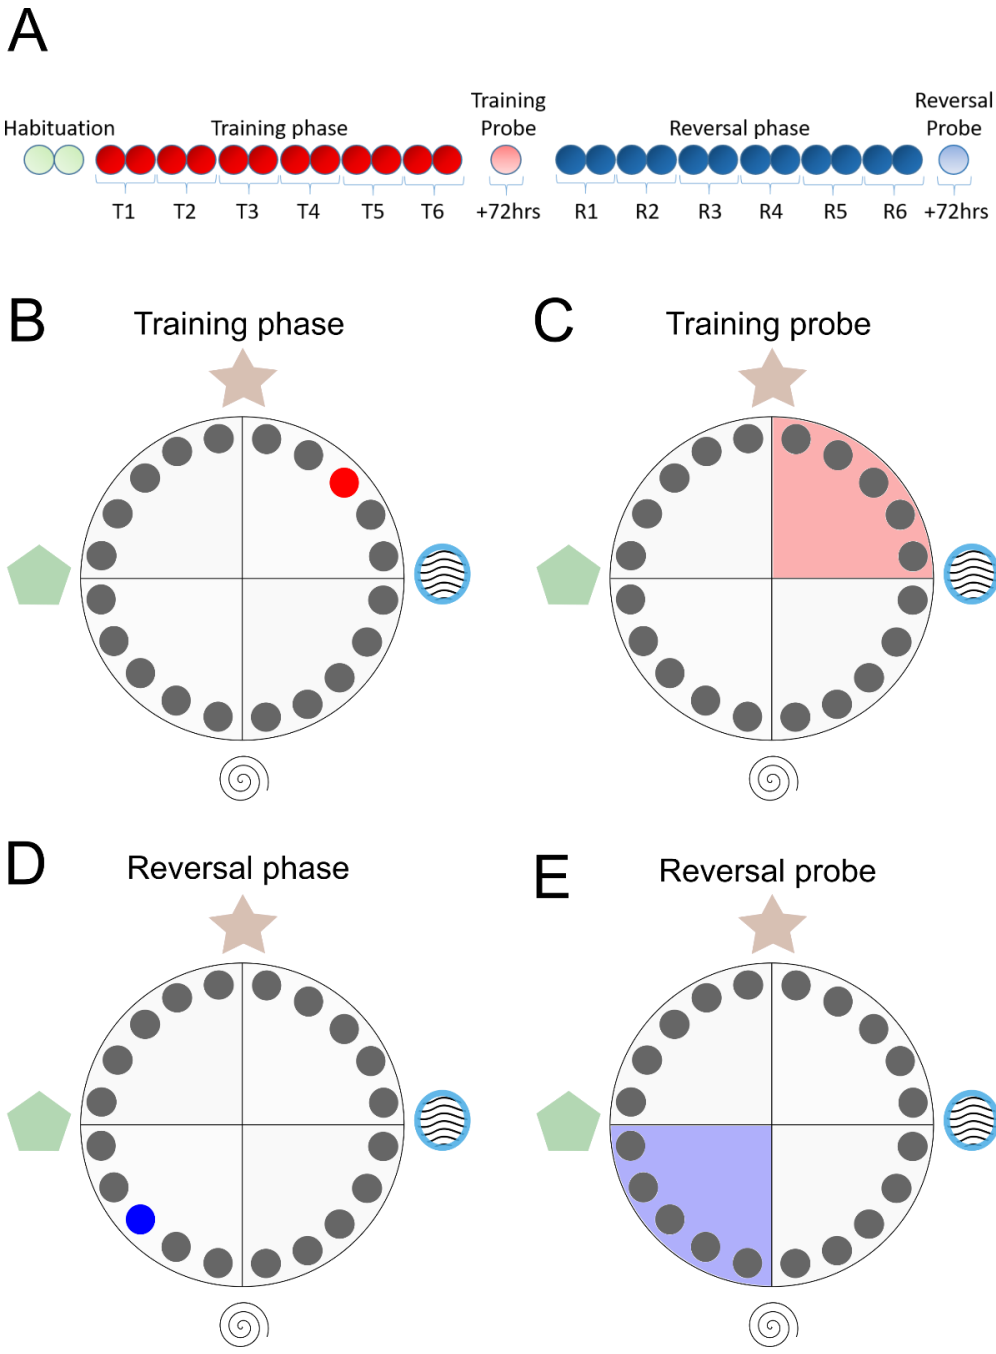 A
Habituation
Training phase
Training
Probe
Reversal phase
Reversal
Probe
T1 T2 T3 T4 T5 T6 +72hrs R1 R2 R3 R4 R5 R6 +72hrs
B Training phase
C Training probe
D Reversal phase
E Reversal probe